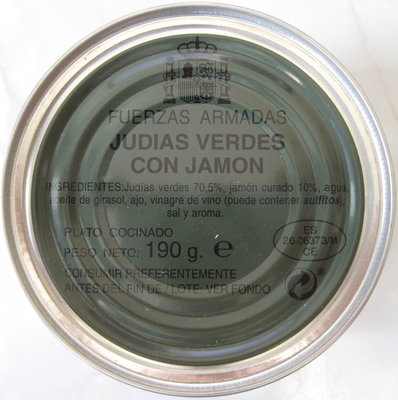 FUERZAS ARMADAS
JUDIAS VERDES
CON JAMON
INGREDIENTES:Judías verdes 70,5%, jamón curado 10%, agua,
aceite de girasol, ajo, vinagre de vino (puede contener sulfitos),
sal y aroma.
PLATO COCINADO
PESO NETO: 190 g. e
CONSUMIR PREFERENTEMENTE
ANTES DEL FIN DE / LOTE: VER FONDO
ES
26.06373/M
CE